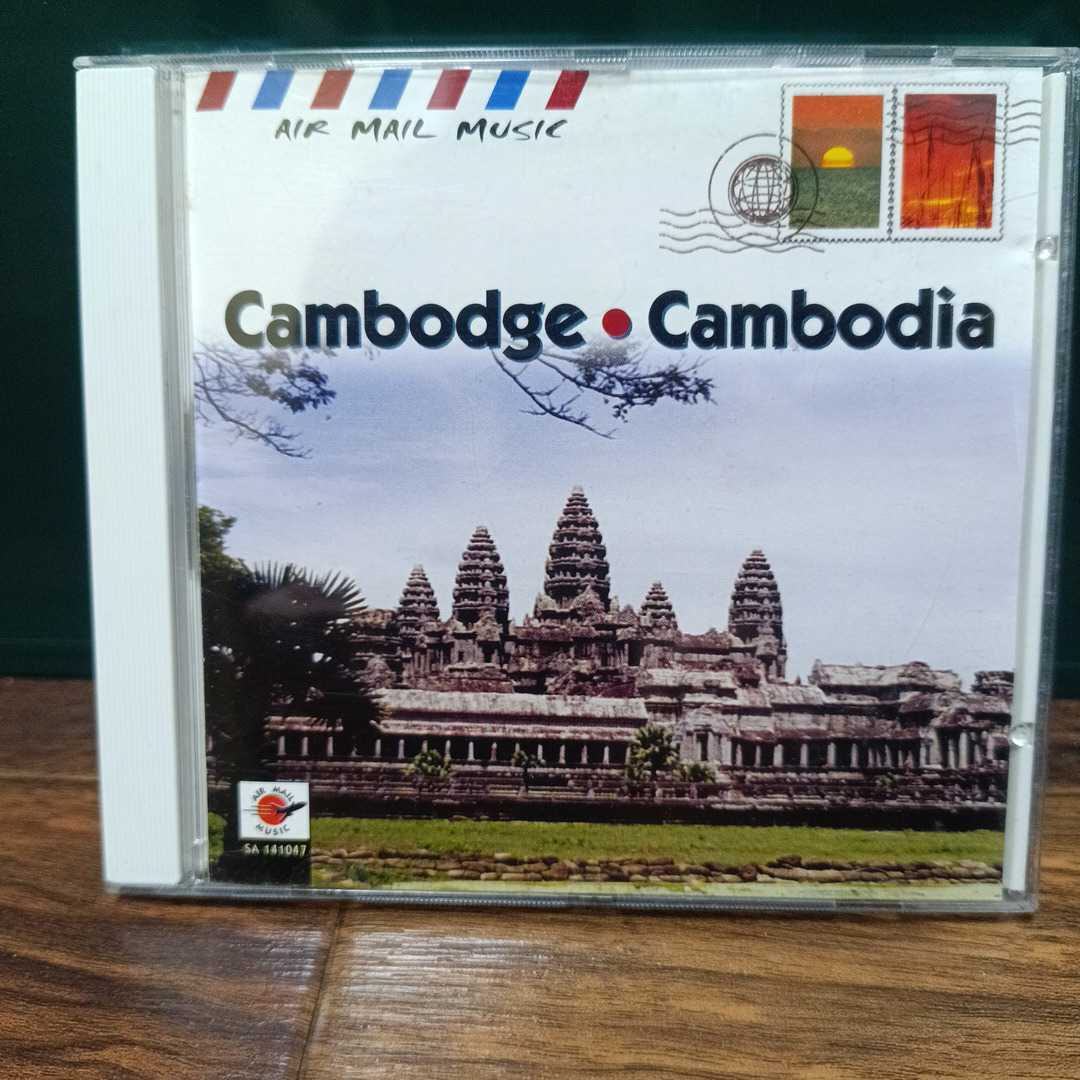 AIR MAIL MUSIC
Cambodge • Cambodia
AIR MAIL
MUSIC
SA 141047